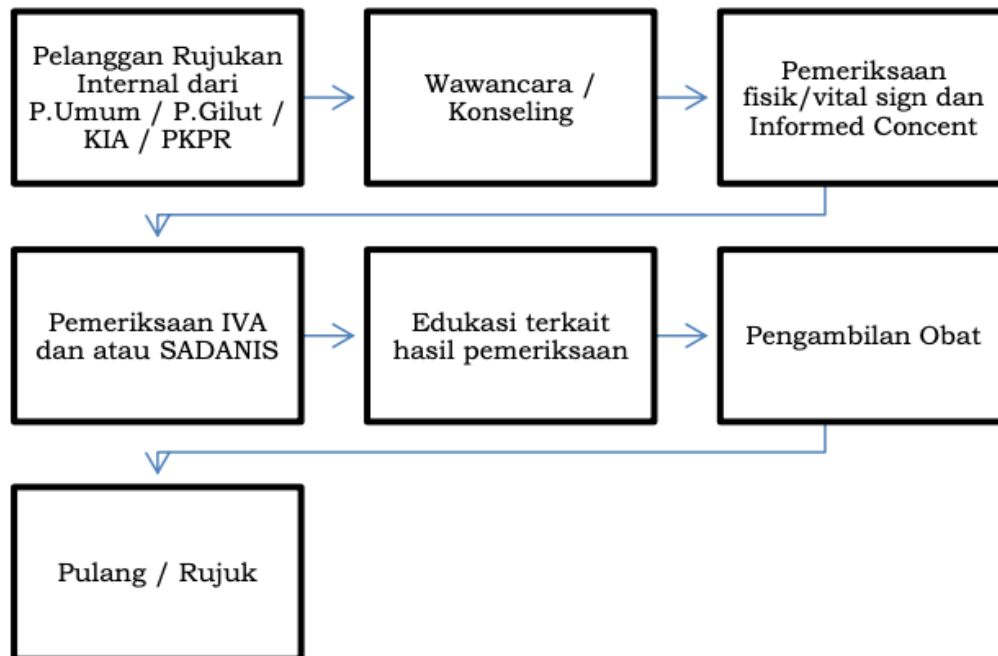 Pelanggan Rujukan
Internal dari
P.Umum / P.Gilut /
KIA / PKPR
Wawancara /
Konseling
Pemeriksaan
fisik/vital sign dan
Informed Concent
Pemeriksaan IVA
dan atau SADANIS
Edukasi terkait
hasil pemeriksaan
Pengambilan Obat
Pulang / Rujuk